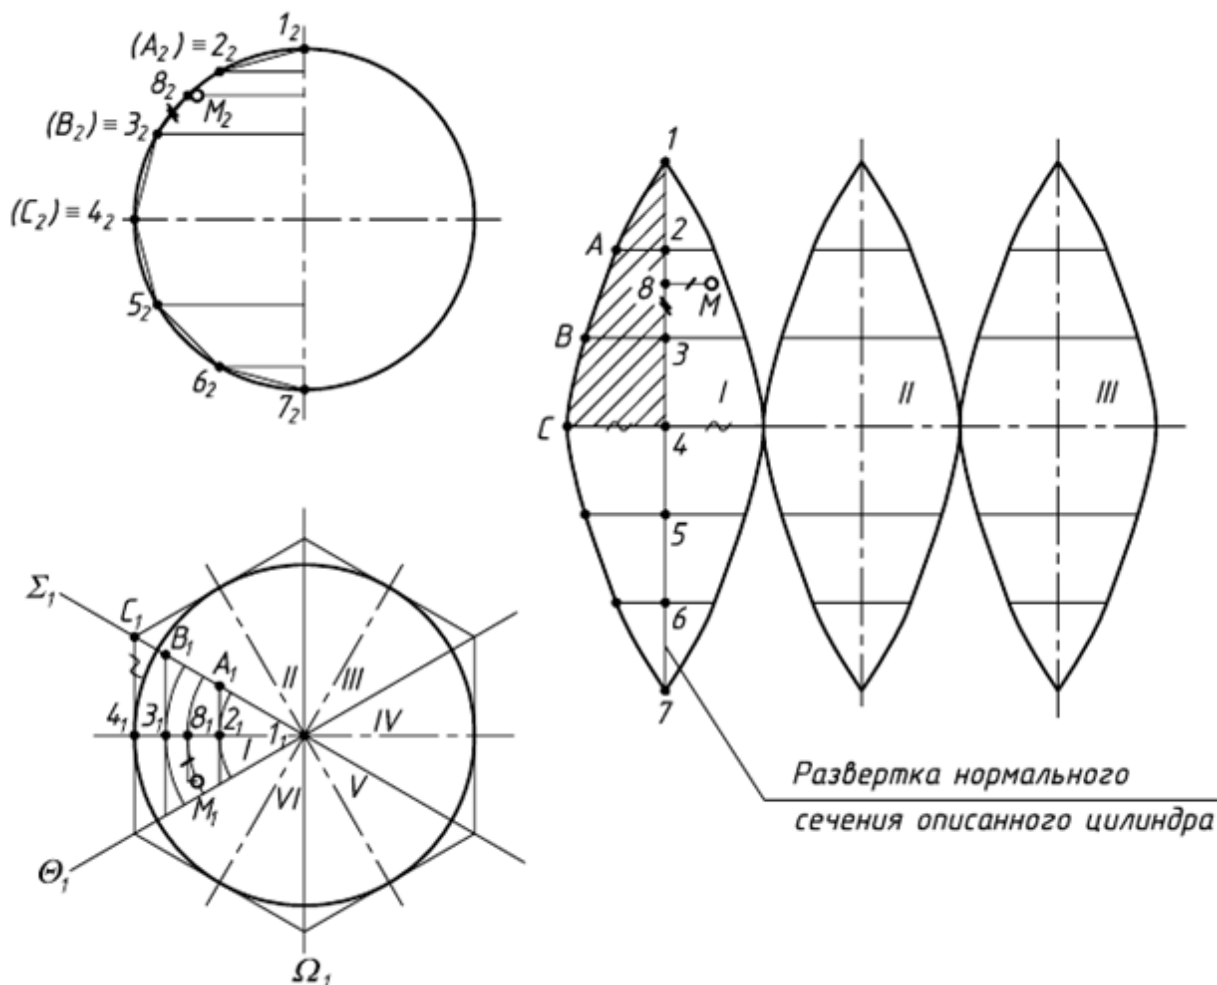 1₂
(A₂) ≡ 2₂
8₂
M₂
(B₂) ≡ 3₂
(C₂) ≡ 4₂
5₂
6₂
7₂
1
A
2
8
M
B
3
I
II
III
C
4
5
6
7
Развертка нормального
сечения описанного цилиндра
Σ₁
C₁
B₁
A₁
II
III
4₁
3₁
8₁
2₁
1₁
IV
I
M₁
VI
V
Θ₁
Ω₁